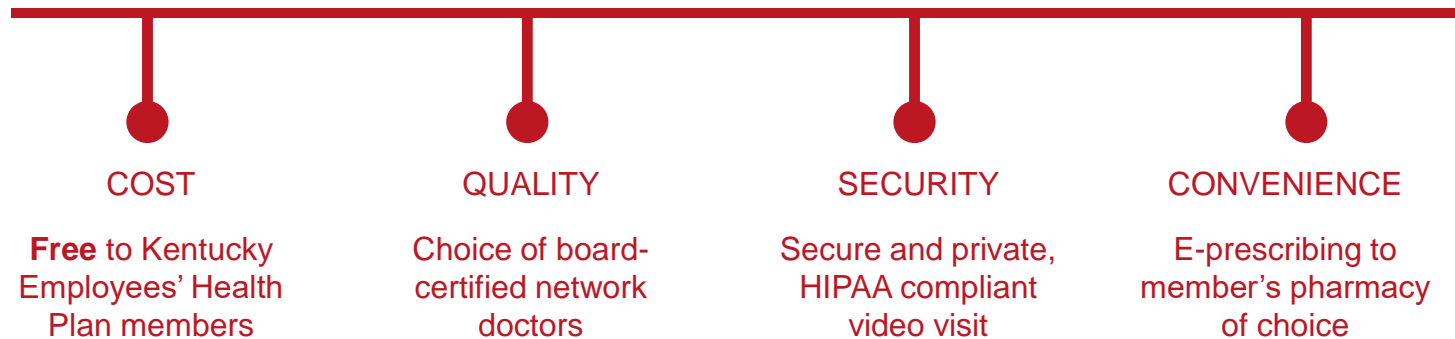 COST
Free to Kentucky
Employees’ Health
Plan members
QUALITY
Choice of board-
certified network
doctors
SECURITY
Secure and private,
HIPAA compliant
video visit
CONVENIENCE
E-prescribing to
member’s pharmacy
of choice